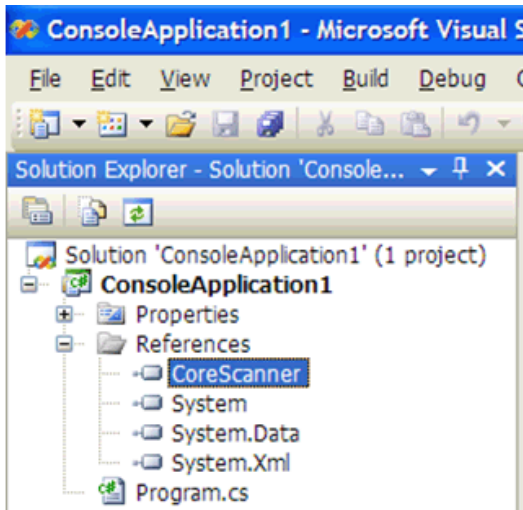 ConsoleApplication1 - Microsoft Visual S
File Edit View Project Build Debug
Solution Explorer - Solution 'Console...
Solution 'ConsoleApplication1' (1 project)
ConsoleApplication1
Properties
References
CoreScanner
System
System.Data
System.Xml
Program.cs